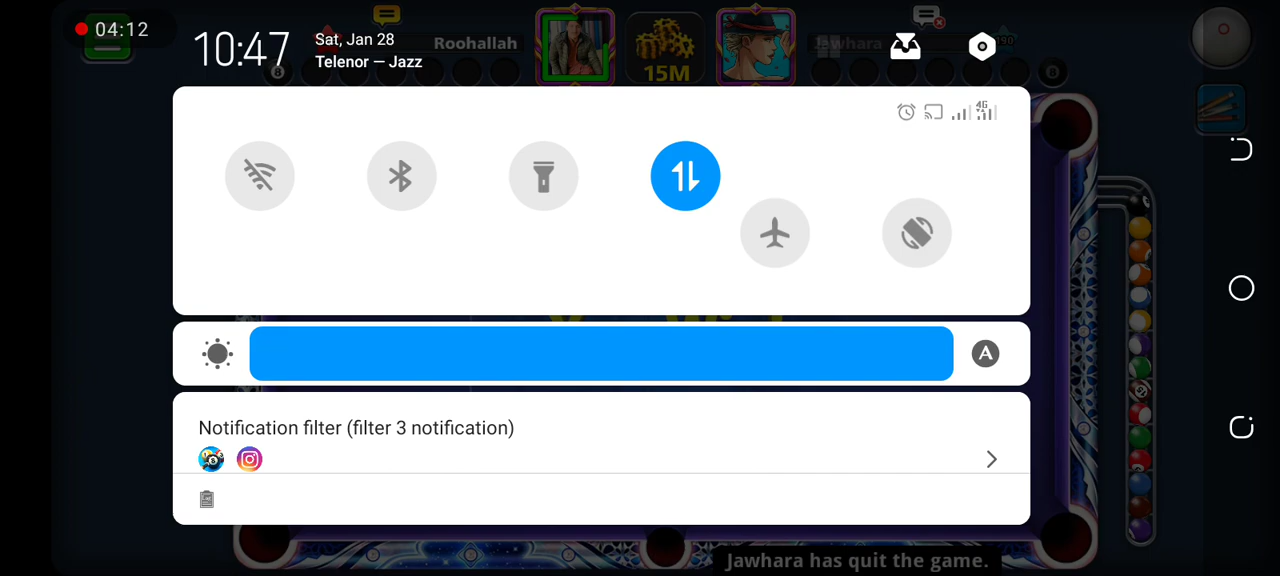 04:12
10:47
Sat, Jan 28
Telenor — Jazz
Roohallah
15M
Jawhara
4G
A
Notification filter (filter 3 notification)
Jawhara has quit the game.